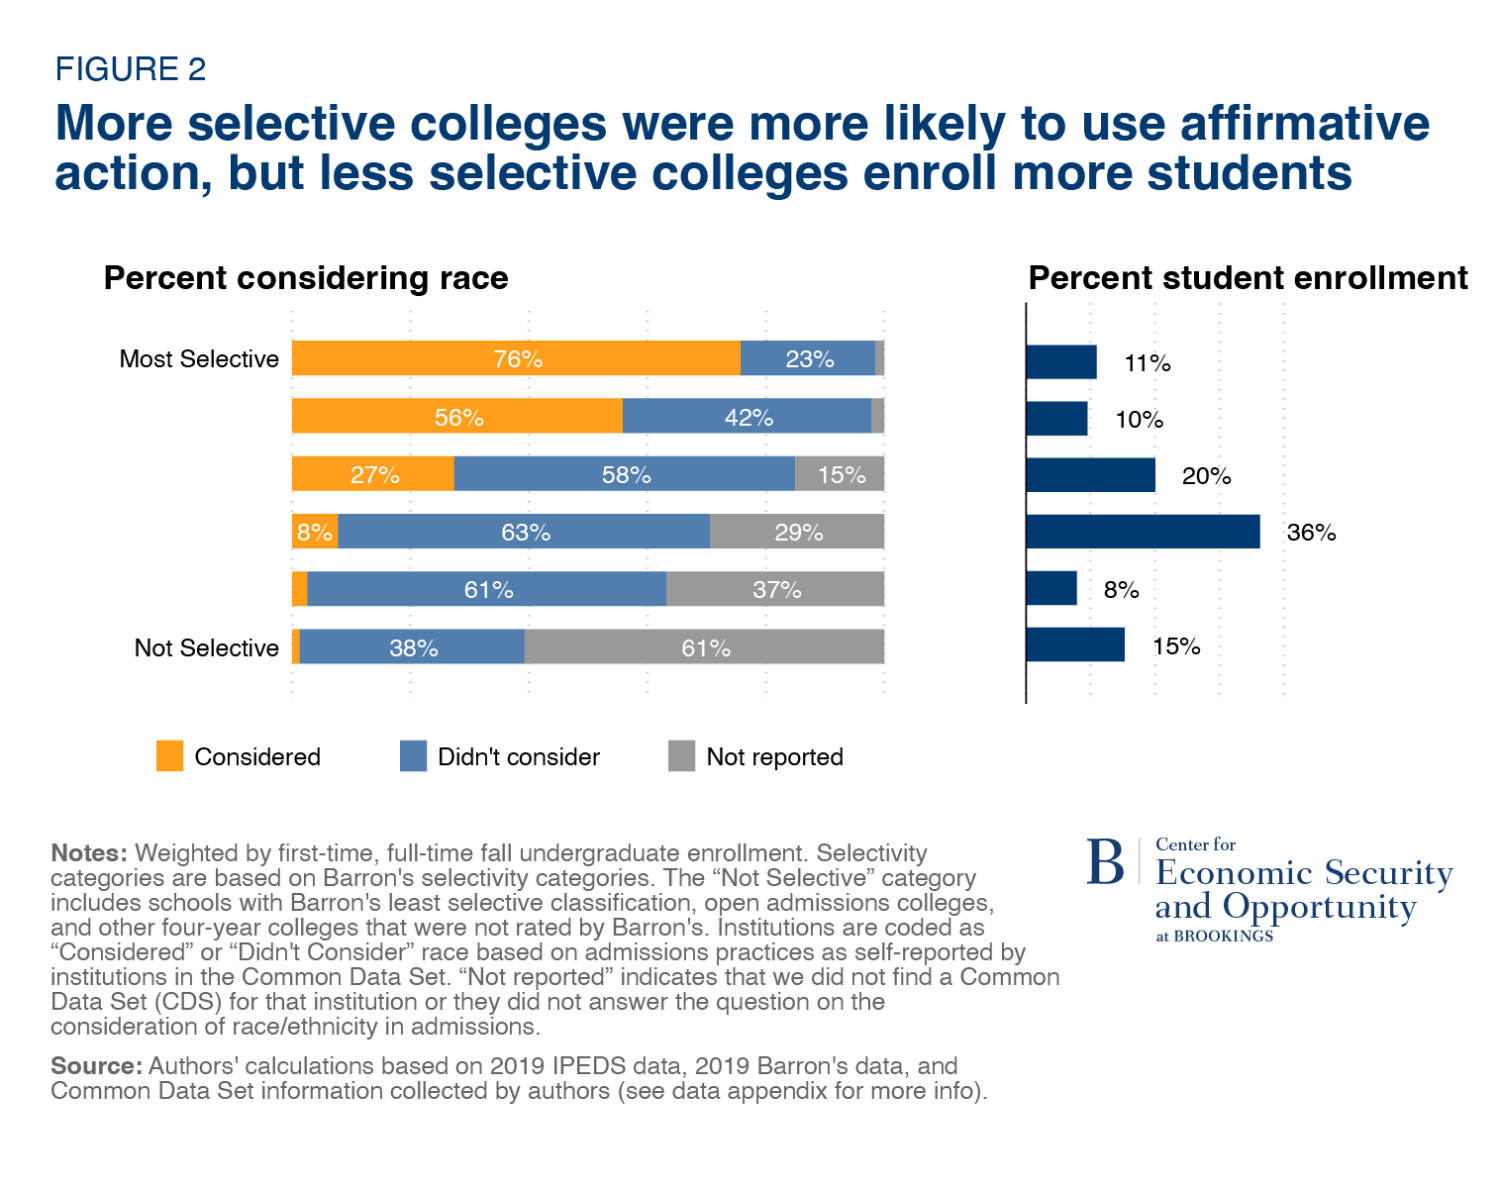 FIGURE 2
More selective colleges were more likely to use affirmative
action, but less selective colleges enroll more students
Percent considering race
Percent student enrollment
Most Selective
76%
23%
11%
56%
42%
10%
27%
58%
15%
20%
8%
63%
29%
36%
61%
37%
8%
Not Selective
38%
61%
15%
Considered
Didn't consider
Not reported
Notes: Weighted by first-time, full-time fall undergraduate enrollment. Selectivity
categories are based on Barron's selectivity categories. The “Not Selective” category
includes schools with Barron's least selective classification, open admissions colleges,
and other four-year colleges that were not rated by Barron's. Institutions are coded as
“Considered” or “Didn't Consider” race based on admissions practices as self-reported by
institutions in the Common Data Set. “Not reported” indicates that we did not find a Common
Data Set (CDS) for that institution or they did not answer the question on the
consideration of race/ethnicity in admissions.
Source: Authors' calculations based on 2019 IPEDS data, 2019 Barron's data, and
Common Data Set information collected by authors (see data appendix for more info).
B
Center for
Economic Security
and Opportunity
at BROOKINGS